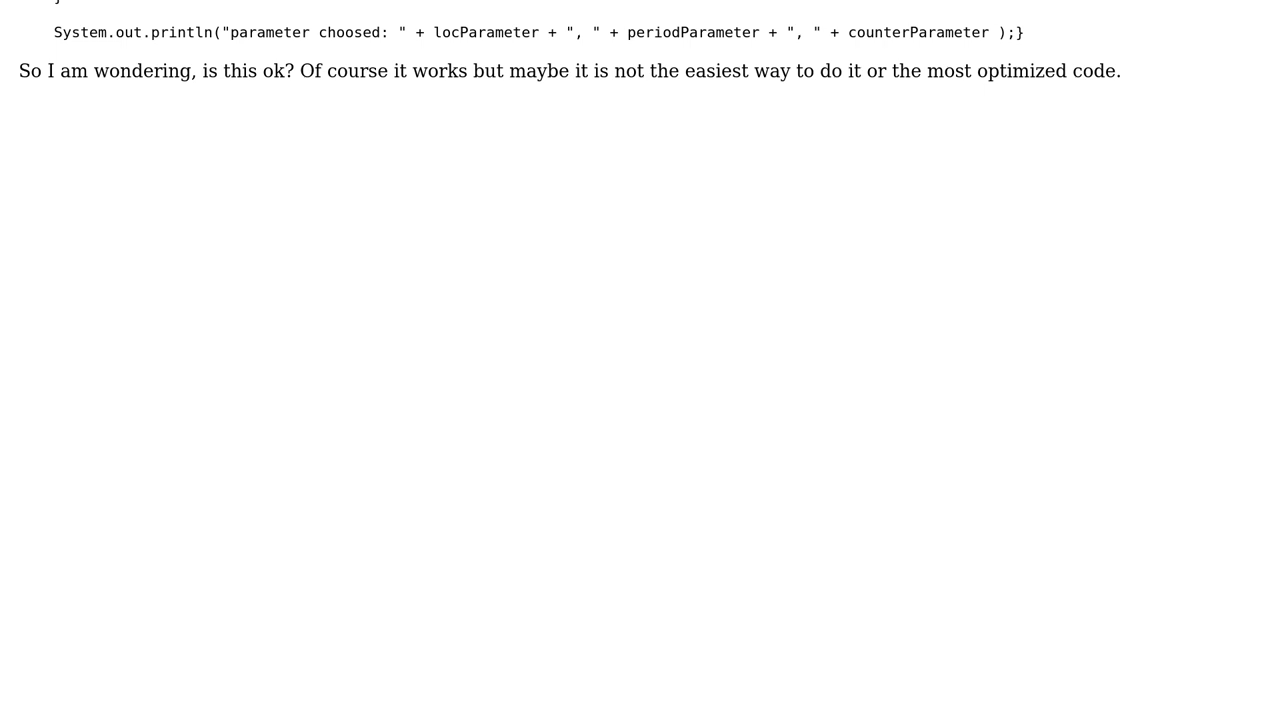 }
System.out.println("parameter choosed: " + locParameter + ", " + periodParameter + ", " + counterParameter );}
So I am wondering, is this ok? Of course it works but maybe it is not the easiest way to do it or the most optimized code.